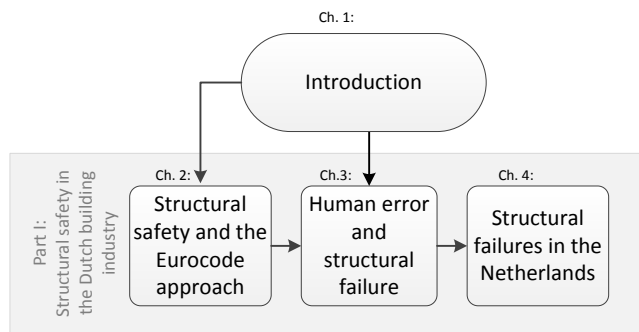 Ch. 1:
Introduction
Part I:
Structural safety in
the Dutch building
industry
Ch. 2:
Structural
safety and the
Eurocode
approach
Ch.3:
Human error
and
structural
failure
Ch. 4:
Structural
failures in the
Netherlands